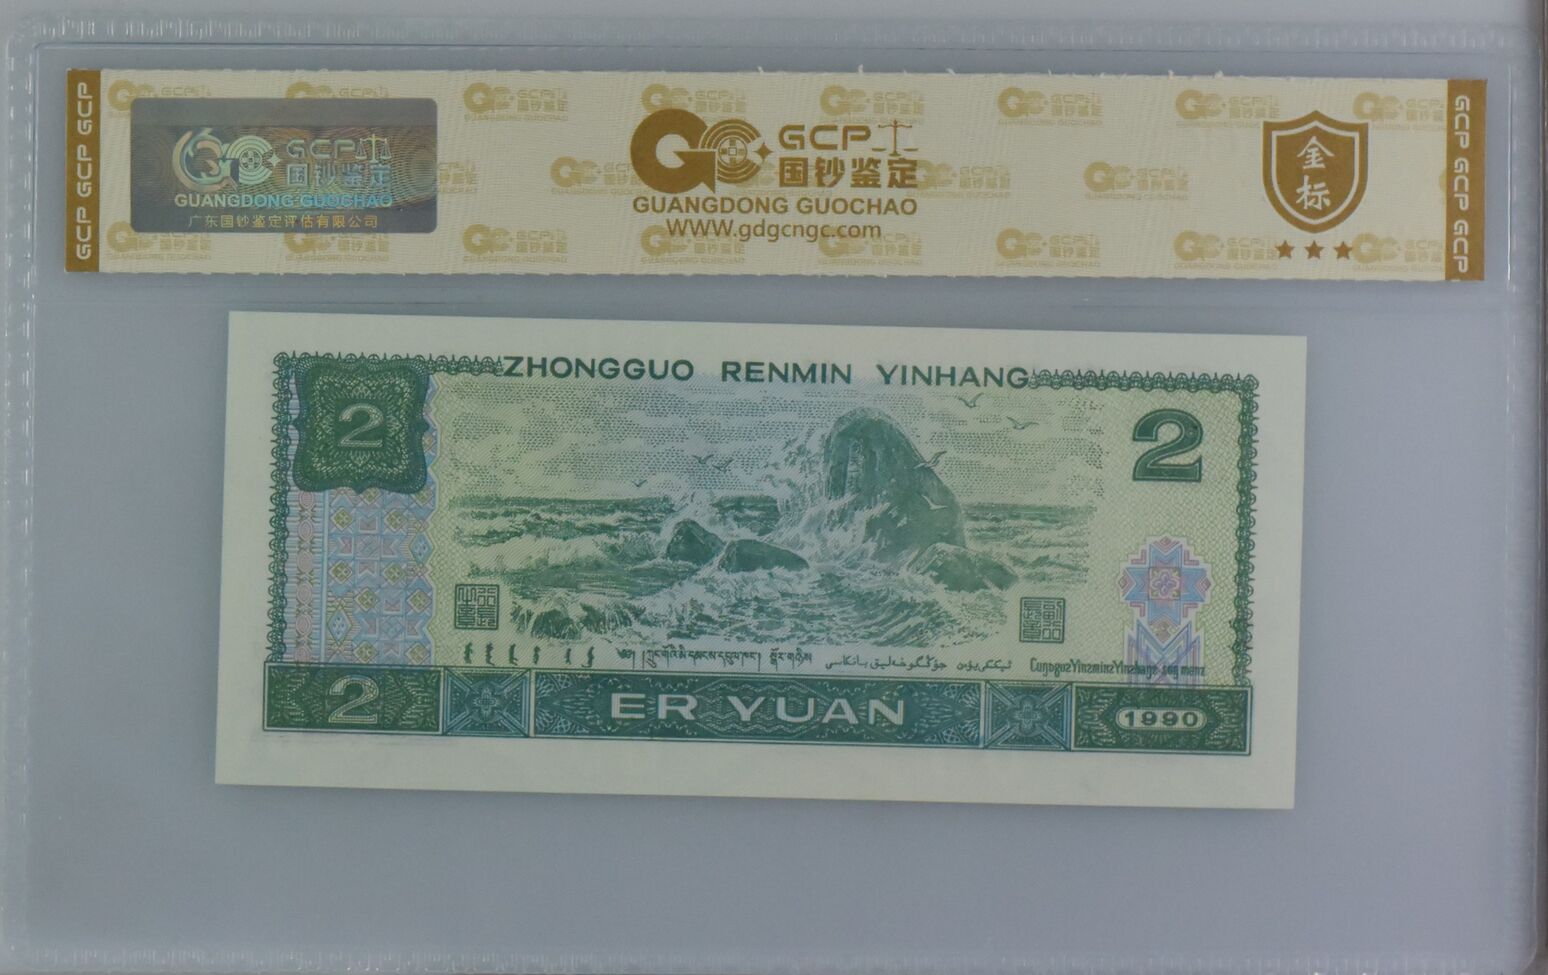 GCP GCP GCP
GCP
国钞鉴定
GUANGDONG GUOCHAO
广东国钞鉴定评估有限公司
GCP
国钞鉴定
GUANGDONG GUOCHAO
WWW.gdgcngc.com
金标
GCP GCP GCP
ZHONGGUO RENMIN YINHANG
2
2
2
ER YUAN
1990